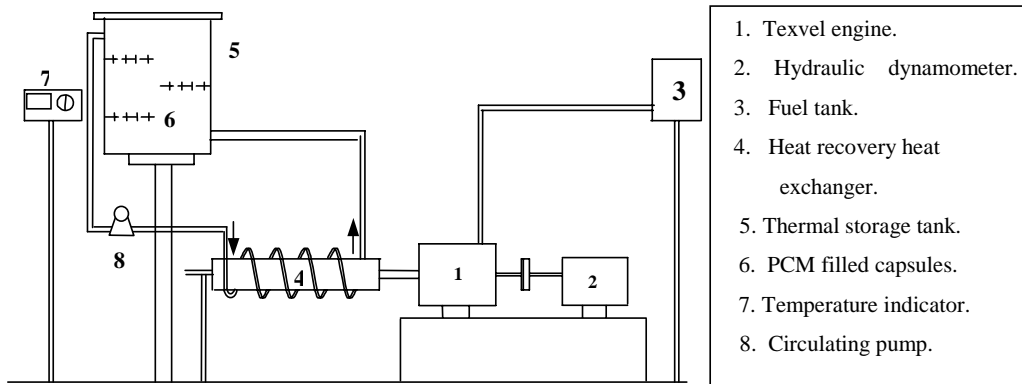 5
7
6
3
8
4
1
2
1. Texvel engine.
2. Hydraulic dynamometer.
3. Fuel tank.
4. Heat recovery heat
exchanger.
5. Thermal storage tank.
6. PCM filled capsules.
7. Temperature indicator.
8. Circulating pump.